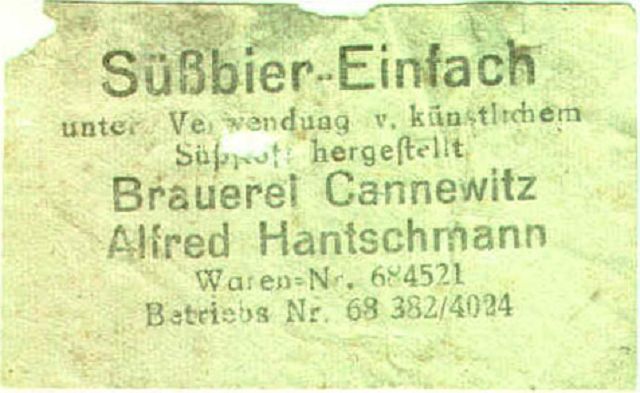 Süßbier-Einfach
unter Verwendung v. künstlichem
Süßstoff hergestellt
Brauerei Cannewitz
Alfred Hantschmann
Waren-Nr. 684521
Betriebs Nr. 68 382/4024